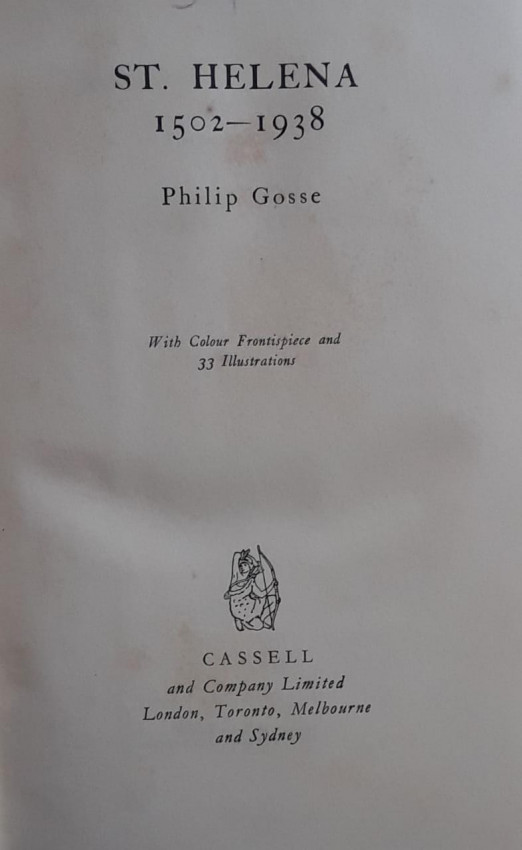 ST. HELENA
1502—1938
Philip Gosse
With Colour Frontispiece and
33 Illustrations
CASSELL
and Company Limited
London, Toronto, Melbourne
and Sydney